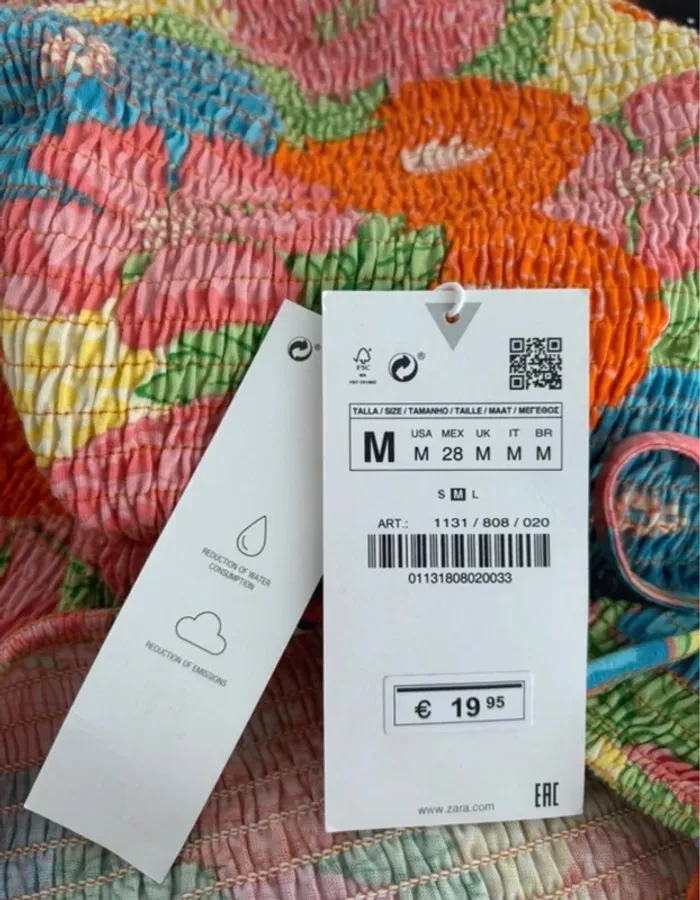 REDUCTION OF WATER
CONSUMPTION
REDUCTION OF EMISSIONS
FSC
TALLA / SIZE / TAMANHO / TAILLE / MAAT / ΜΕΓΕΘΟΣ
USA MEX UK IT BR
M M 28 M M M
S M L
ART.: 1131 / 808 / 020
01131808020033
€ 19 95
www.zara.com
EAC